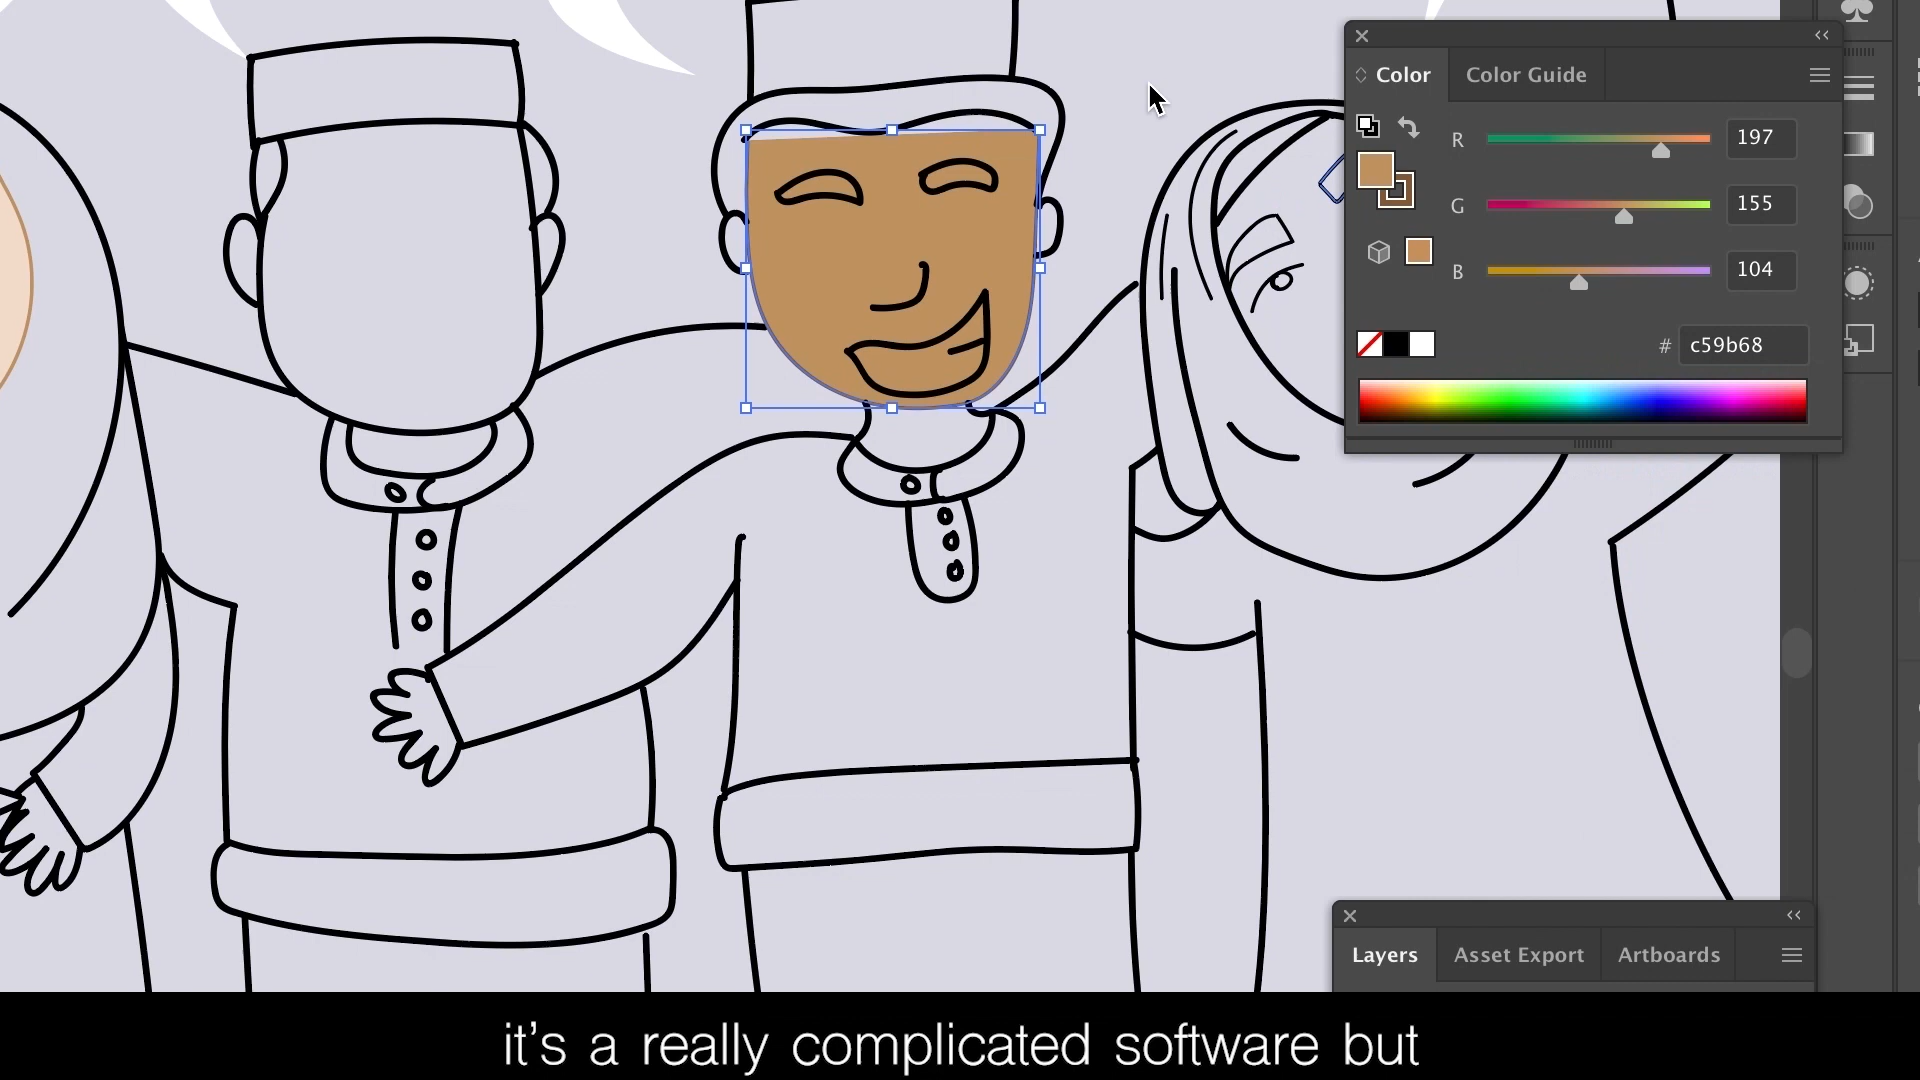 Color
Color Guide
R
197
G
155
B
104
#
c59b68
Layers
Asset Export
Artboards
it's a really complicated software but